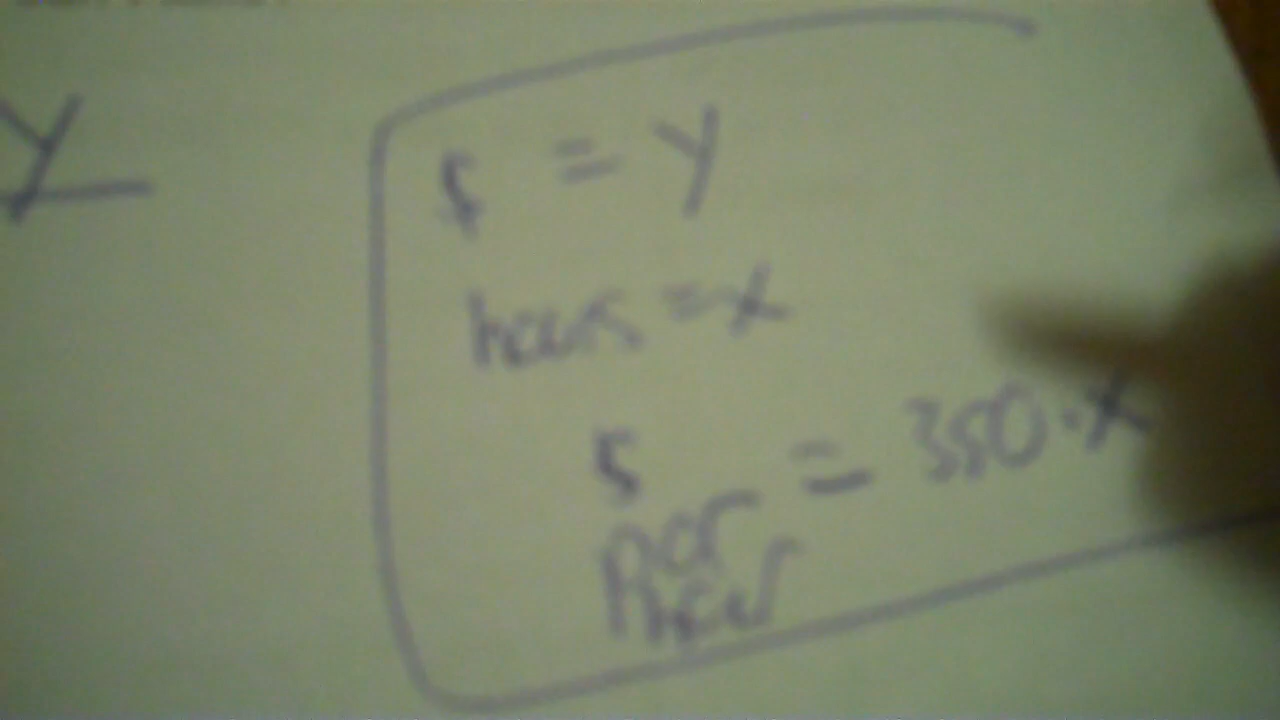 Y
$ = y
hours = x
$ = 350·x
per
hour